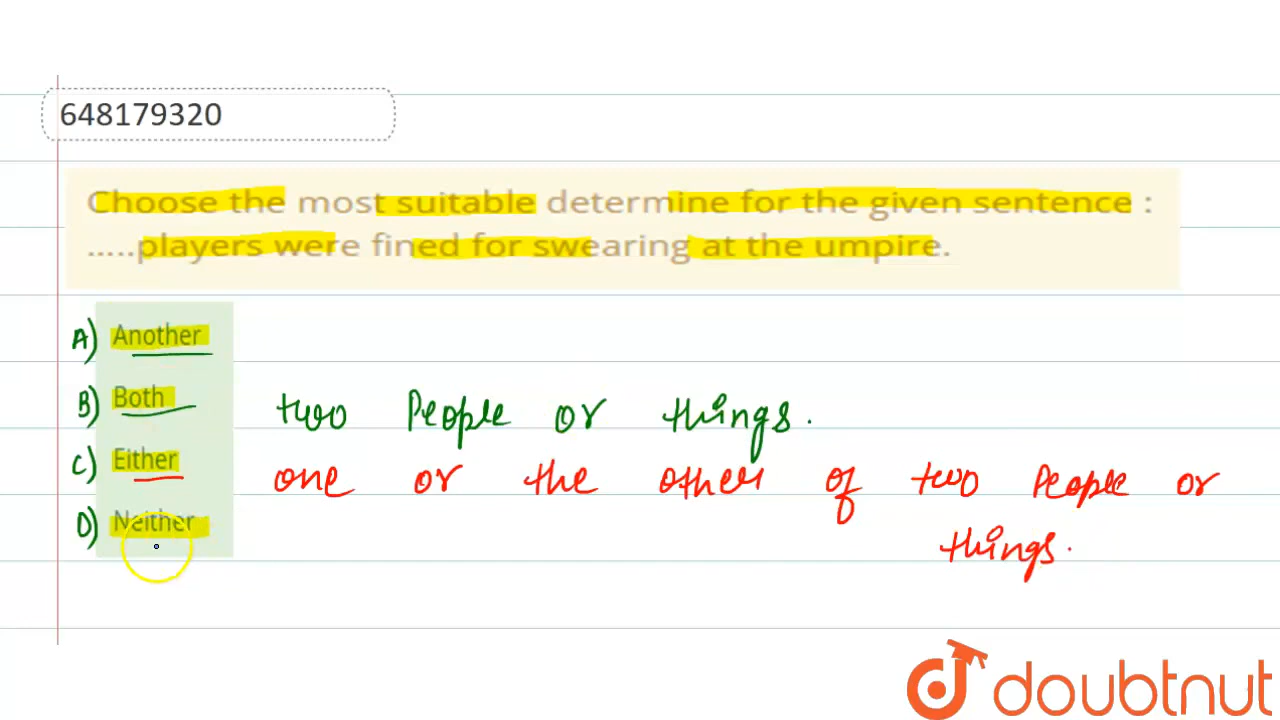 648179320
Choose the most suitable determine for the given sentence :
.....players were fined for swearing at the umpire.
A) Another
B) Both two People or things.
C) Either one or the other of two People or
things.
D) Neither
doubtnut